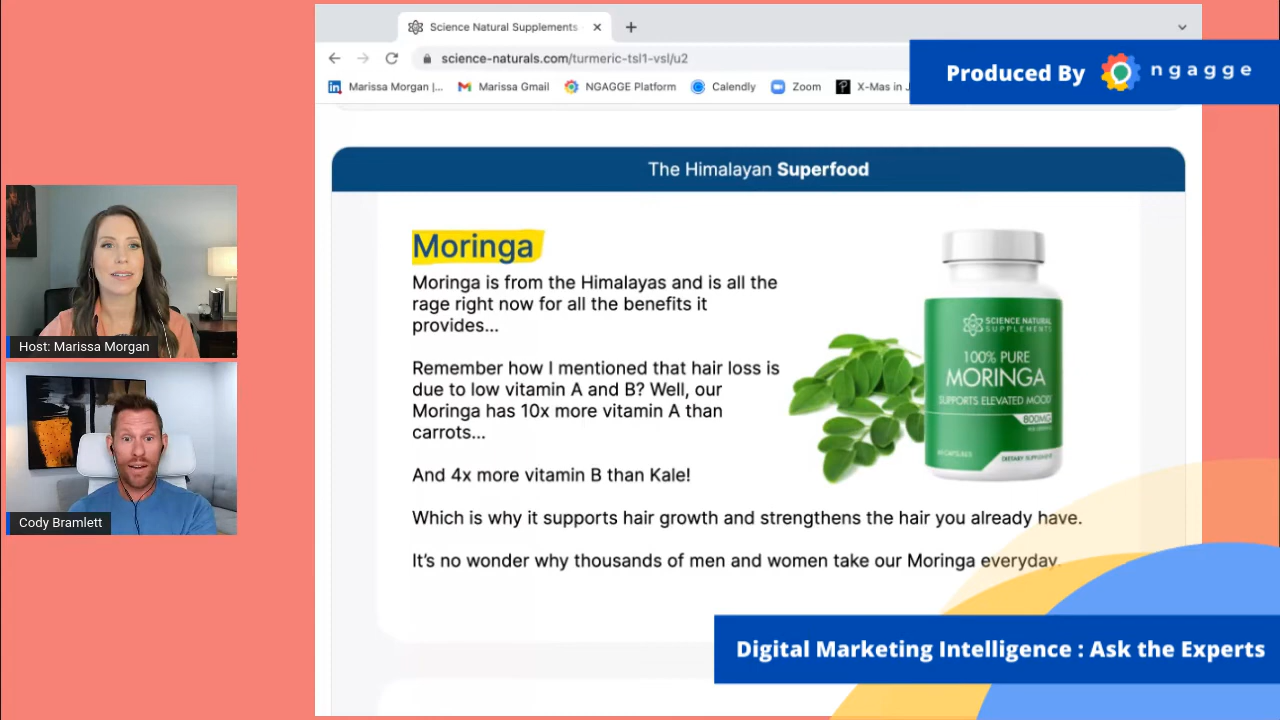 Science Natural Supplements
science-naturals.com/turmeric-tsl1-vsl/u2
Marissa Morgan |...
Marissa Gmail
NGAGGE Platform
Calendly
Zoom
X-Mas in J
Produced By
ngagge
The Himalayan Superfood
Moringa
Moringa is from the Himalayas and is all the
rage right now for all the benefits it
provides...
Remember how I mentioned that hair loss is
due to low vitamin A and B? Well, our
Moringa has 10x more vitamin A than
carrots...
And 4x more vitamin B than Kale!
Which is why it supports hair growth and strengthens the hair you already have.
It's no wonder why thousands of men and women take our Moringa everyday.
SCIENCE NATURAL
SUPPLEMENTS
100% PURE
MORINGA
SUPPORTS ELEVATED MOOD
800MG
CAPSULES
DIETARY SUPPLEMENT
Host: Marissa Morgan
Cody Bramlett
Digital Marketing Intelligence : Ask the Experts